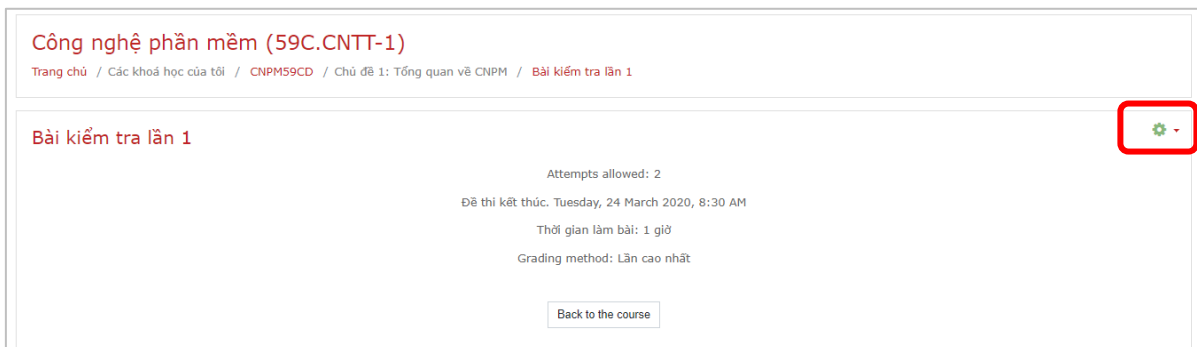 Công nghệ phần mềm (59C.CNTT-1)
Trang chủ / Các khoá học của tôi / CNPM59CD / Chủ đề 1: Tổng quan về CNPM / Bài kiểm tra lần 1
Bài kiểm tra lần 1
Attempts allowed: 2
Đề thi kết thúc. Tuesday, 24 March 2020, 8:30 AM
Thời gian làm bài: 1 giờ
Grading method: Lần cao nhất
Back to the course